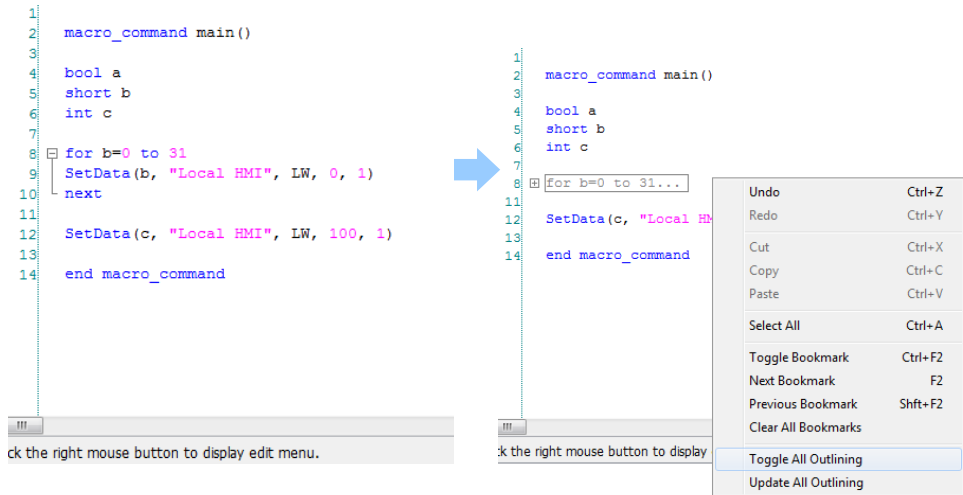 1
2 macro_command main()
3
4 bool a
5 short b
6 int c
7
8 for b=0 to 31
9 SetData(b, "Local HMI", LW, 0, 1)
10 next
11
12 SetData(c, "Local HMI", LW, 100, 1)
13
14 end macro_command
ck the right mouse button to display edit menu.
1
2 macro_command main()
3
4 bool a
5 short b
6 int c
7
8 for b=0 to 31...
11
12 SetData(c, "Local HM
13
14 end macro_command
ck the right mouse button to display
Undo Ctrl+Z
Redo Ctrl+Y
Cut Ctrl+X
Copy Ctrl+C
Paste Ctrl+V
Select All Ctrl+A
Toggle Bookmark Ctrl+F2
Next Bookmark F2
Previous Bookmark Shft+F2
Clear All Bookmarks
Toggle All Outlining
Update All Outlining